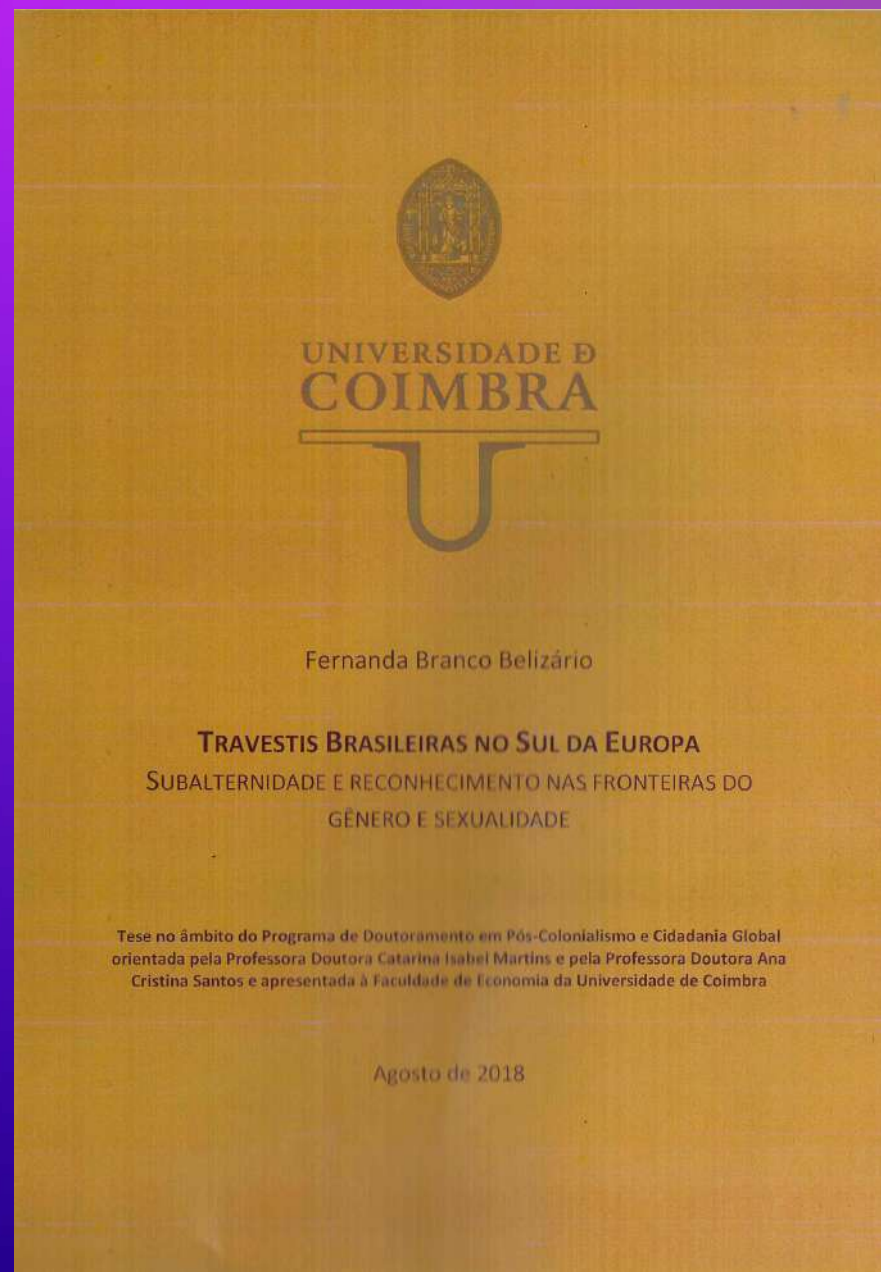 UNIVERSIDADE Ð
COIMBRA
Fernanda Branco Belizário
TRAVESTIS BRASILEIRAS NO SUL DA EUROPA
SUBALTERNIDADE E RECONHECIMENTO NAS FRONTEIRAS DO
GÊNERO E SEXUALIDADE
Tese no âmbito do Programa de Doutoramento em Pós-Colonialismo e Cidadania Global
orientada pela Professora Doutora Catarina Isabel Martins e pela Professora Doutora Ana
Cristina Santos e apresentada à Faculdade de Economia da Universidade de Coimbra
Agosto de 2018